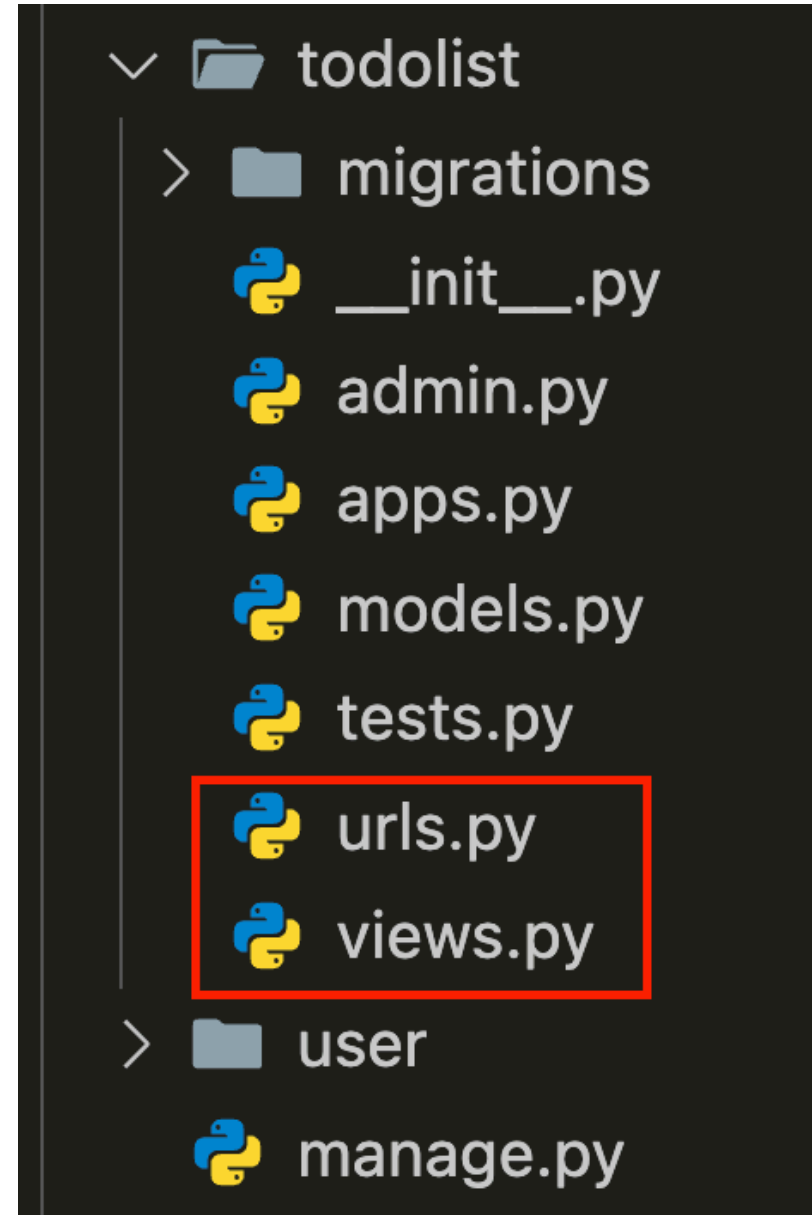 todolist
migrations
__init__.py
admin.py
apps.py
models.py
tests.py
urls.py
views.py
user
manage.py